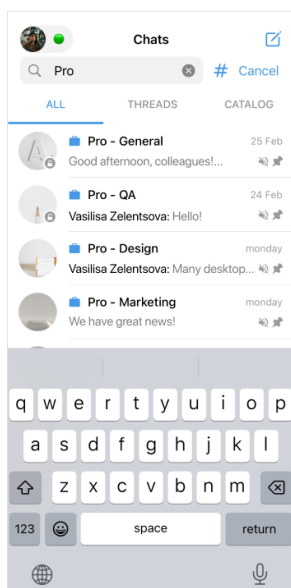 Chats
Pro
# Cancel
ALL THREADS CATALOG
Pro - General 25 Feb
Good afternoon, colleagues!...
Pro - QA 24 Feb
Vasilisa Zelentsova: Hello!
Pro - Design monday
Vasilisa Zelentsova: Many desktop...
Pro - Marketing monday
We have great news!
q w e r t y u i o p
a s d f g h j k l
z x c v b n m
123 space return